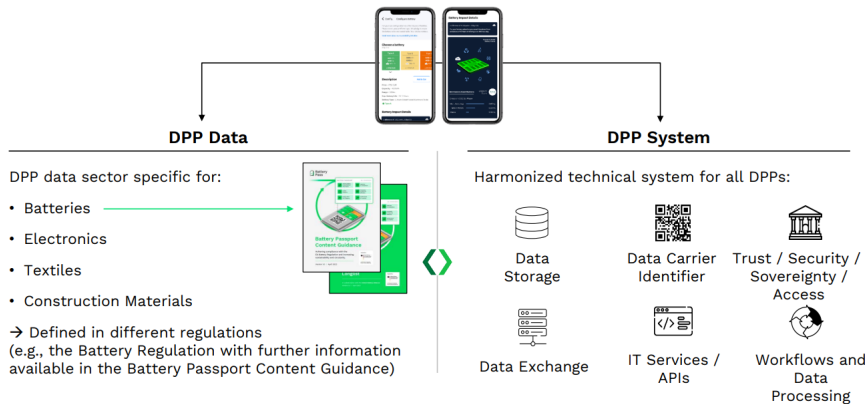 DPP Data
DPP data sector specific for:
• Batteries
• Electronics
• Textiles
• Construction Materials
→ Defined in different regulations
(e.g., the Battery Regulation with further information
available in the Battery Passport Content Guidance)
Battery Passport
Content Guidance
DPP System
Harmonized technical system for all DPPs:
Data
Storage
Data Carrier
Identifier
Trust / Security /
Sovereignty /
Access
Data Exchange
IT Services /
APIs
Workflows and
Data
Processing